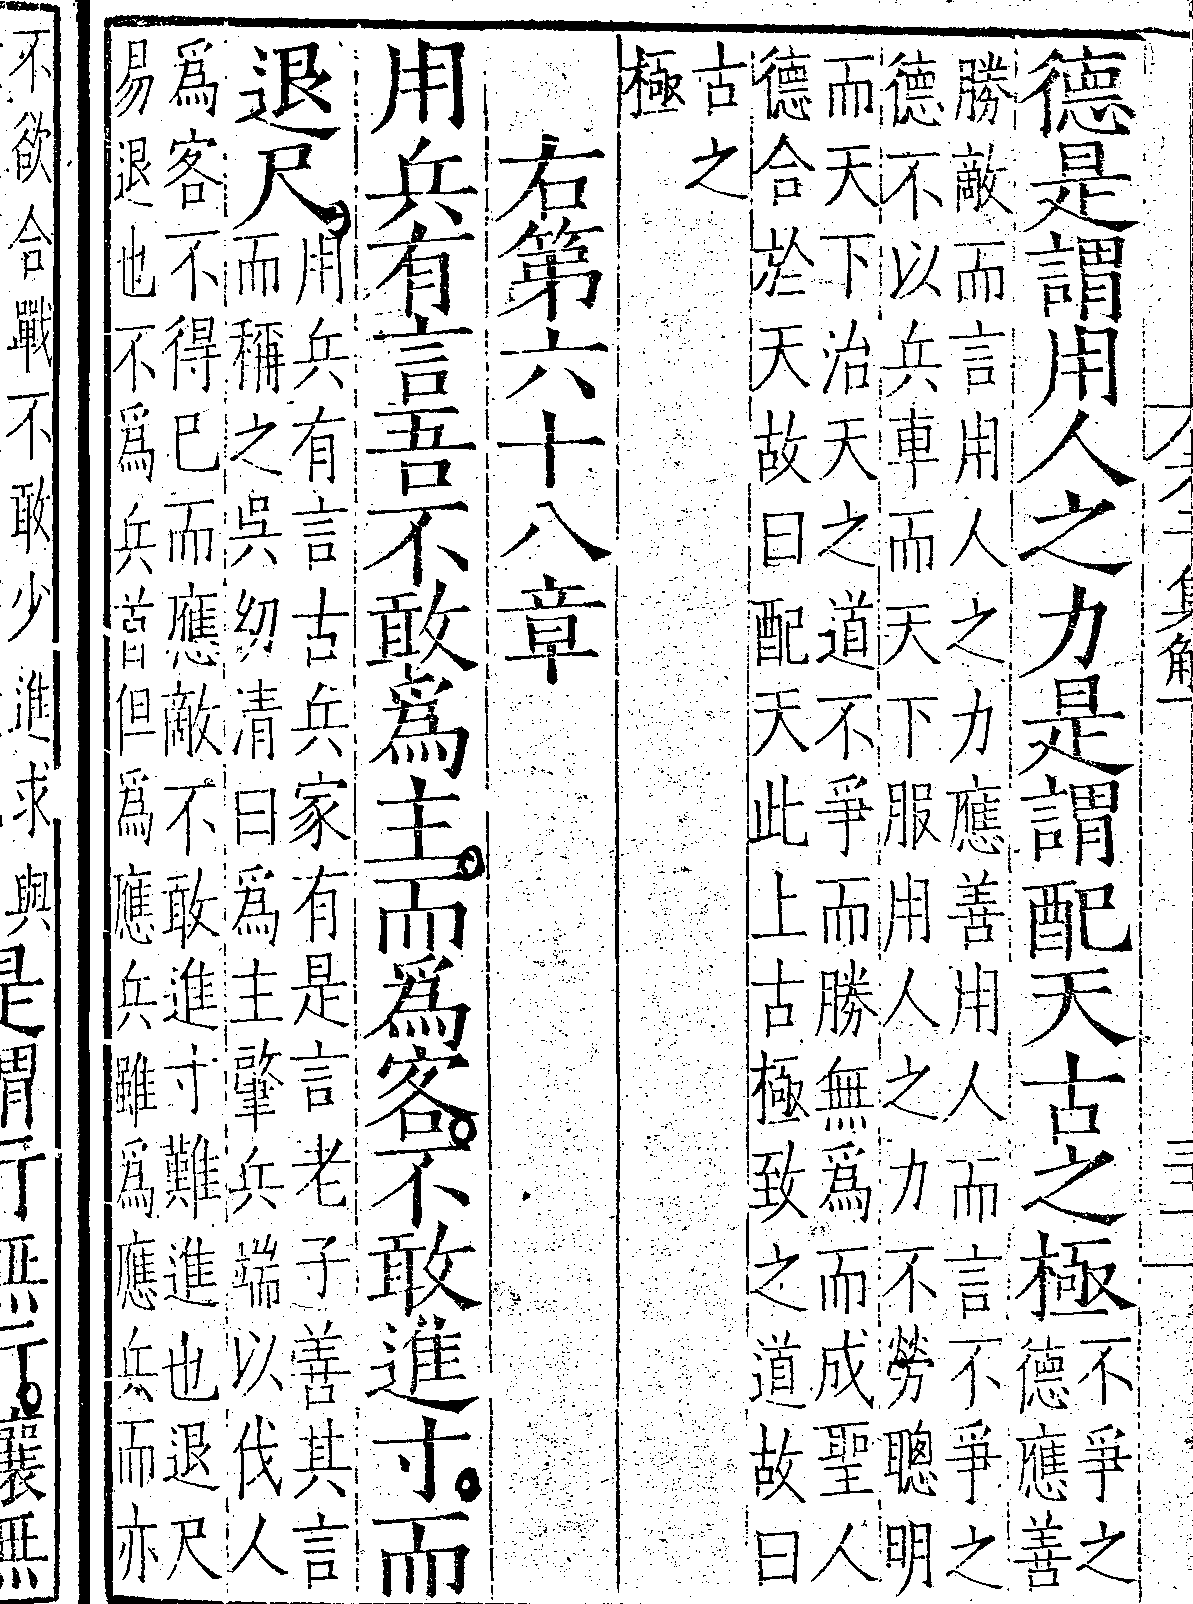 德是謂用人之力是謂配天古之極
不爭之
德應善
勝敵而言用人之力應善用人而言不爭之
德不以兵車而天下服用人之力不勞聰明
而天下治天之道不爭而勝無爲而成聖人
德合於天故曰配天此上古極致之道故曰
古之
極
右第六十八章
用兵有言吾不敢爲主。而爲客。不敢進寸。而
退尺。
用兵有言古兵家有是言老子善其言
而稱之吳幼清曰爲主肇兵端以伐人
爲客不得已而應敵不敢進寸難進也退尺
易退也不爲兵首但爲應兵雖爲應兵而亦
不欲合戰不敢少進求與
是謂行無行。